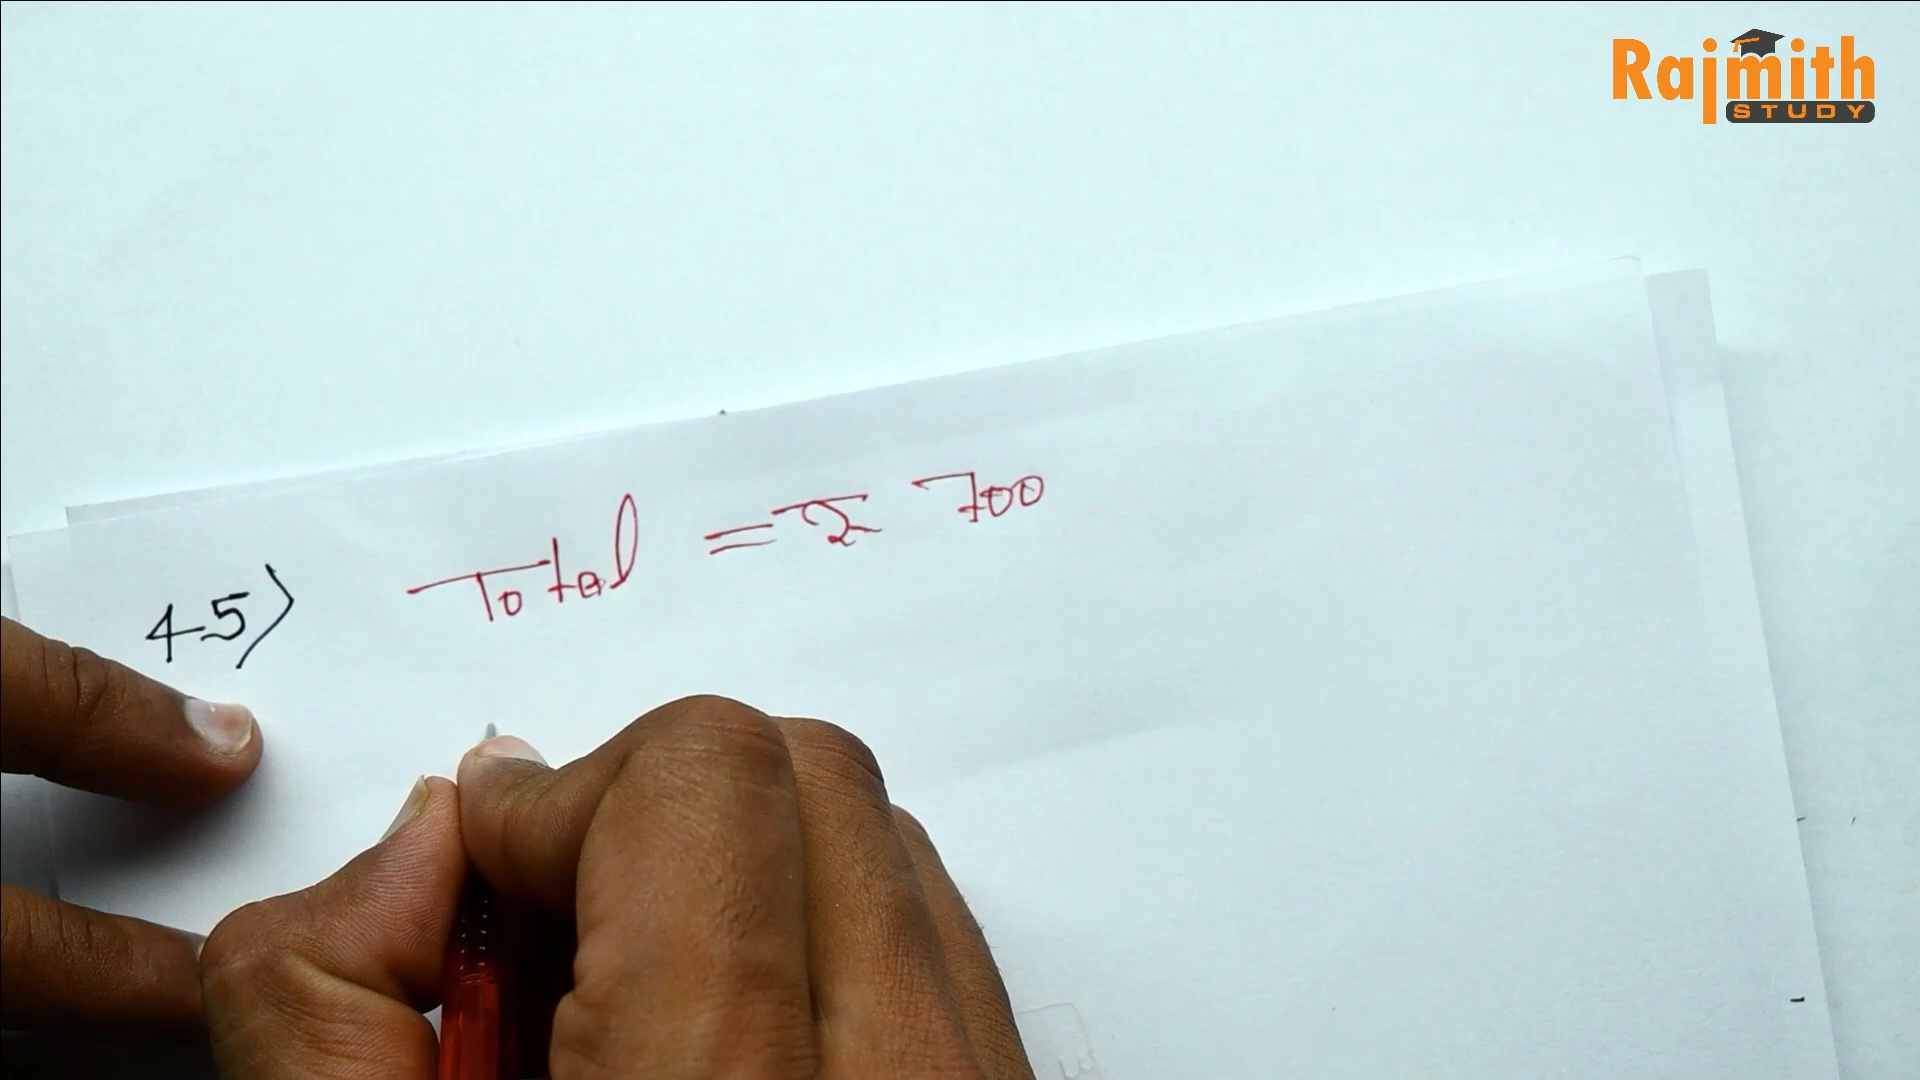 Rajmith
STUDY
45) Total = ₹ 700